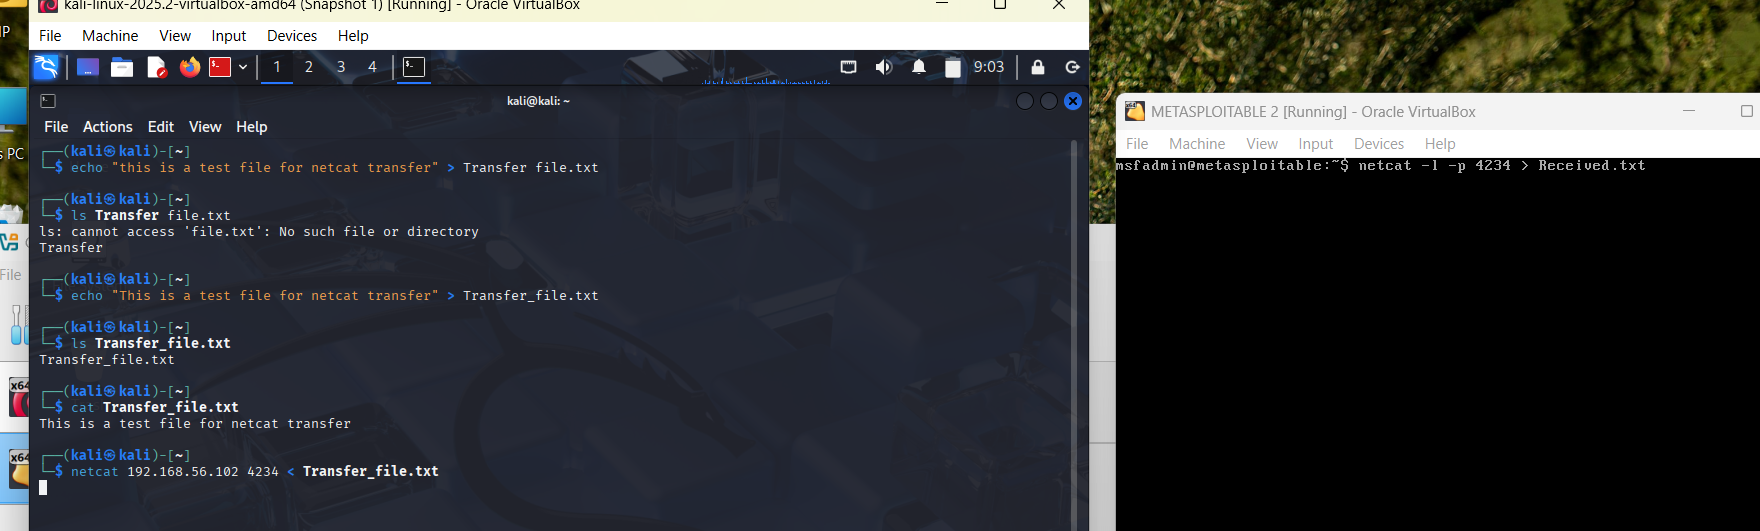 kali-linux-2025.2-virtualbox-amd64 (Snapshot 1) [Running] - Oracle VirtualBox
File Machine View Input Devices Help
1 2 3 4 9:03
kali@kali: ~
File Actions Edit View Help
┌──(kali㉿kali)-[~]
└─$ echo "this is a test file for netcat transfer" > Transfer file.txt
┌──(kali㉿kali)-[~]
└─$ ls Transfer file.txt
ls: cannot access 'file.txt': No such file or directory
Transfer
┌──(kali㉿kali)-[~]
└─$ echo "This is a test file for netcat transfer" > Transfer_file.txt
┌──(kali㉿kali)-[~]
└─$ ls Transfer_file.txt
Transfer_file.txt
┌──(kali㉿kali)-[~]
└─$ cat Transfer_file.txt
This is a test file for netcat transfer
┌──(kali㉿kali)-[~]
└─$ netcat 192.168.56.102 4234 < Transfer_file.txt
METASPLOITABLE 2 [Running] - Oracle VirtualBox
File Machine View Input Devices Help
msfadmin@metasploitable:~$ netcat -l -p 4234 > Received.txt
PC
File
x64
x64